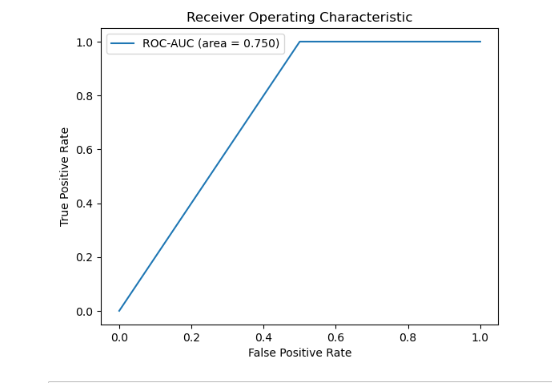 Receiver Operating Characteristic
ROC-AUC (area = 0.750)
1.0
0.8
0.6
0.4
0.2
0.0
True Positive Rate
0.0 0.2 0.4 0.6 0.8 1.0
False Positive Rate